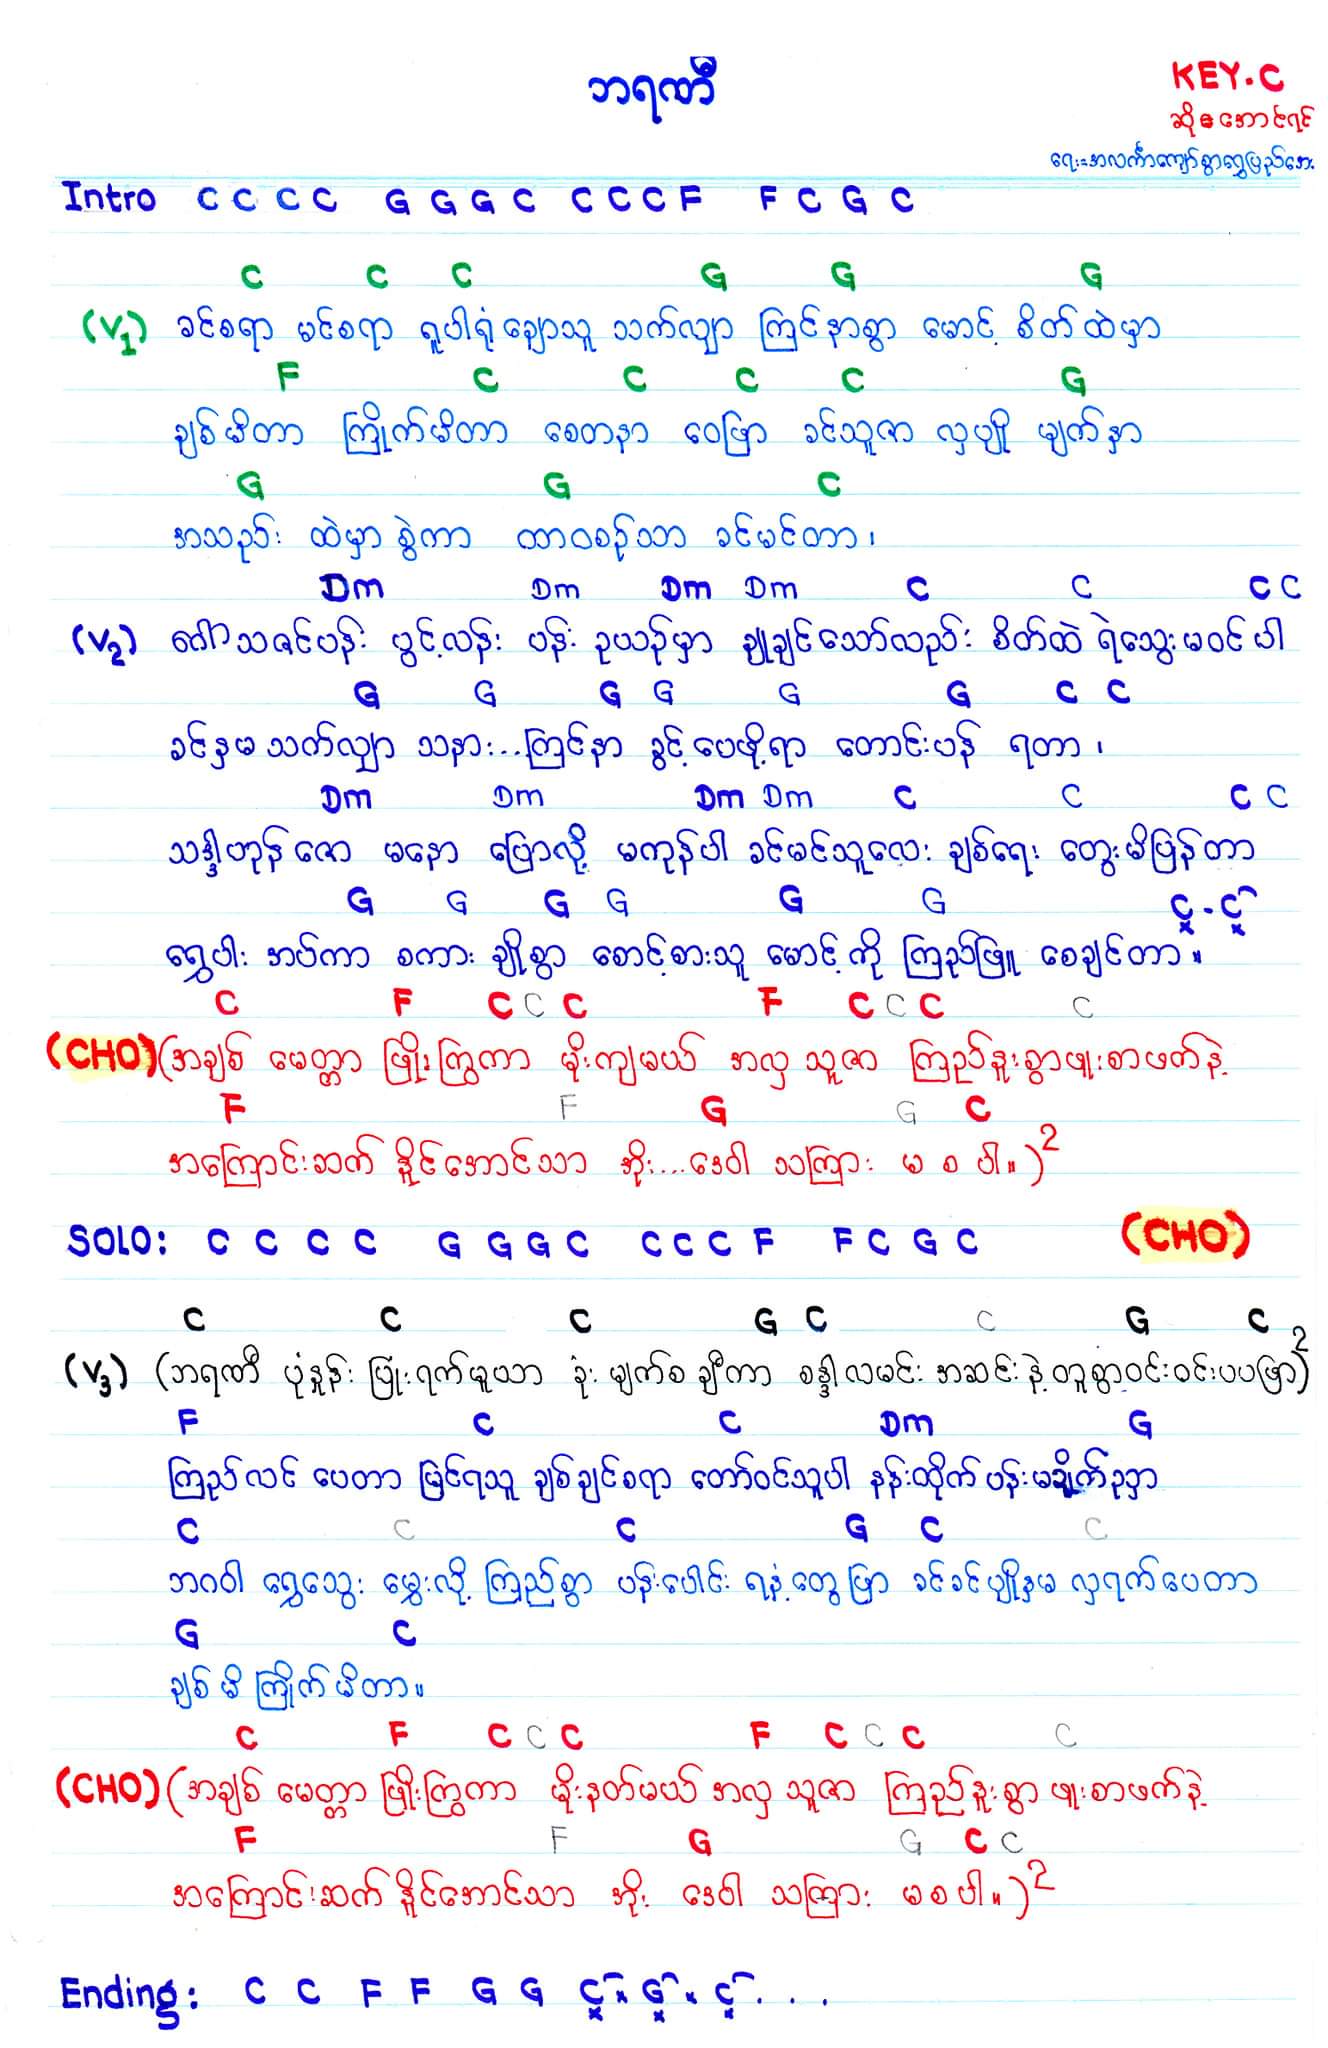 ဘရဏီ
KEY.C
ဆို = အောင်ရင်
ရေး=အလင်္ကာကျော်စွာရွှေပြည်အေး
Intro C C C C G G G C C C C F F C G C
C C C G G G
(V1) ခင်စရာ မင်စရာ ရူပါရုံ ချောသူ သက်လျှာ ကြင်နာစွာ မောင့် စိတ်ထဲမှာ
F C C C C G
ချစ်မိတာ ကြိုက်မိတာ စေတနာ ဝေဖြာ ခင်သူဇာ လှပျို မျက်နှာ
G G C
အသည်း ထဲမှာ စွဲကာ ထာဝစဉ်သာ ခင်မင်တာ၊
Dm Dm Dm Dm C C C C
(V2) ဂေါ်သဇင်ပန်း ပွင့်လန်း ပန်း ဥယျဉ်မှာ ချူချင်သော်လည်း စိတ်ထဲ ရဲသွေးမဝင်ပါ
G G G G G G C C
ခင်နှမ သက်လျှာ သနား...ကြင်နာ ခွင့်ပေဖို့ရာ တောင်းပန် ရတာ၊
Dm Dm Dm Dm C C C C
သဒ္ဒါဟုန် ဇော မနော ပြောလို့ မကုန်ပါ ခင်မင်သူလေး ချစ်ရေး တွေးမိပြန်တာ
G G G G G G C . C
ရွှေပါး အပ်ကာ စကား ချိုစွာ စောင့်စားသူ မောင့်ကို ကြည်ဖြူ စေချင်တာ။
C F C C C F C C C C
(CHO) (အချစ် မေတ္တာ ဖြိုးကြွကာ မိုးကျမယ် အလှ သူဇာ ကြည်နူးစွာဖူးစာဖက်နဲ့
F F G G C
အကြောင်းဆက် နိူင်အောင်သာ အိုး...ဒေဝါ သကြား မ စ ပါ။)2
SOLO: C C C C G G G C C C C F F C G C (CHO)
C C C G C C G C
(V3) (ဘရဏီ ပုံနှုန်း ပြုံးရက်မူယာ ခုံး မျက်စ ချီကာ စန္ဒါလမင်း အဆင်းနဲ့ တူစွာဝင်းဝင်းပပဖြာ)2
F C C Dm G
ကြည်လင် ပေတာ မြင်ရသူ ချစ်ချင်စရာ တော်ဝင်သူပါ နန်းထိုက်ပန်း မချိုက်ဥမှာ
C C C G C C
ဘဂဝါ ရွှေသွေး မွှေးလို့ ကြည်စွာ ပန်းပေါင်း ရနံ့တွေဖြာ ခင်ခင်ပျိုနှမ လှရက်ပေတာ
G C
ချစ်မိ ကြိုက်မိတာ။
C F C C C F C C C C
(CHO) (အချစ် မေတ္တာ ဖြိုးကြွကာ မိုးနတ်မယ် အလှ သူဇာ ကြည်နူးစွာ ဖူးစာဖက်နဲ့
F F G G C C
အကြောင်းဆက် နိူင်အောင်သာ အိုး ဒေဝါ သကြား မ စ ပါ။)2
Ending: C C F F G G C G C . . .